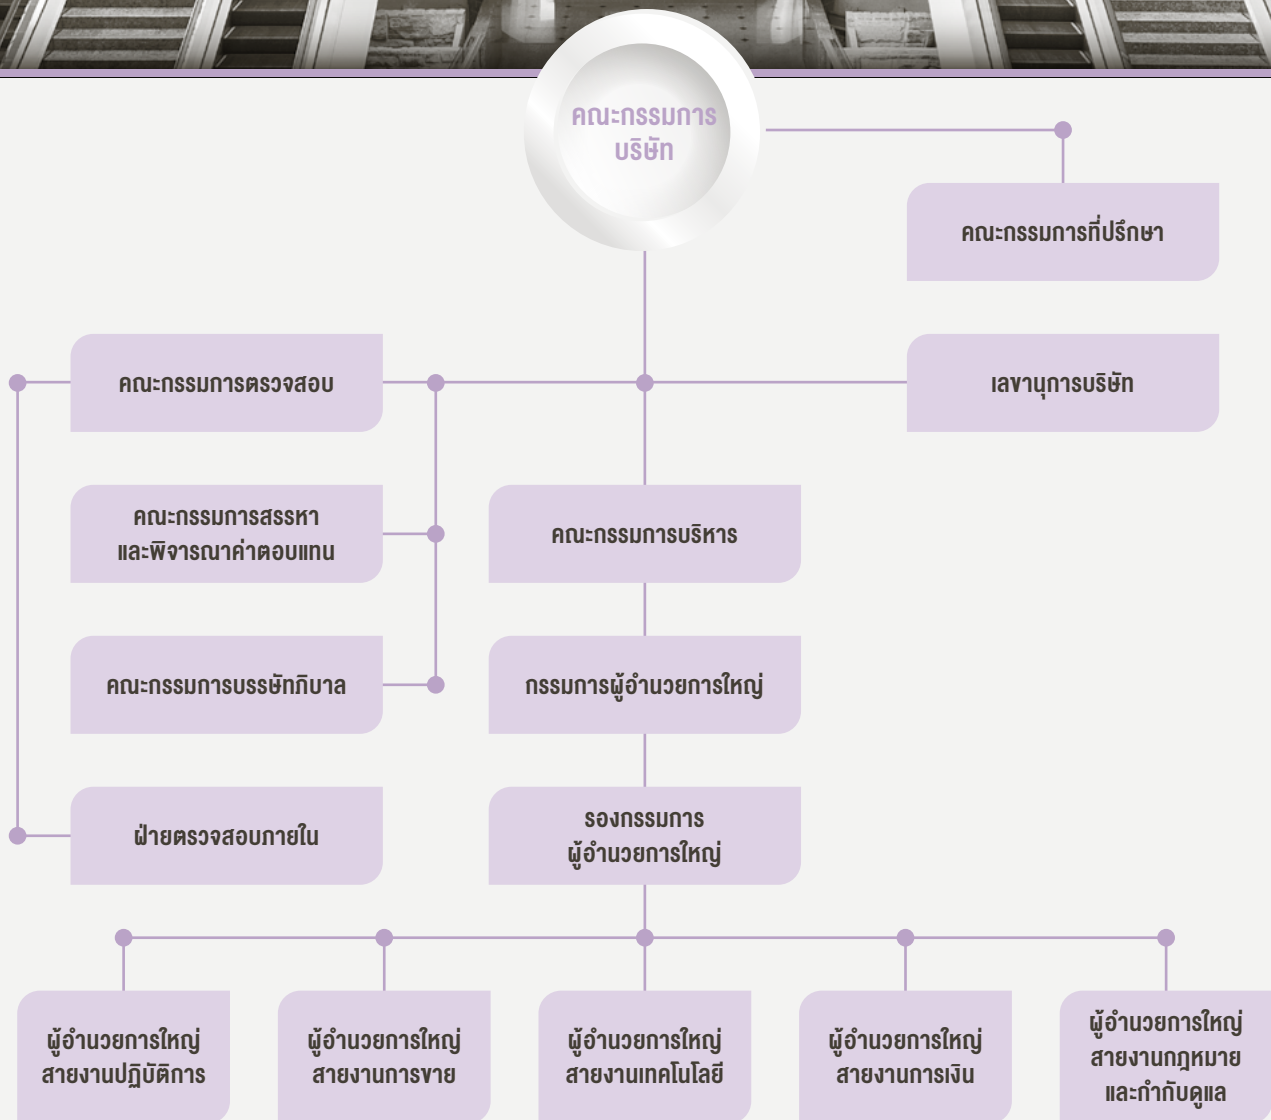 คณะกรรมการ
บริษัท
คณะกรรมการที่ปรึกษา
คณะกรรมการตรวจสอบ
เลขานุการบริษัท
คณะกรรมการสรรหา
และพิจารณาค่าตอบแทน
คณะกรรมการบริหาร
คณะกรรมการบรรษัทภิบาล
กรรมการผู้อำนวยการใหญ่
ฝ่ายตรวจสอบภายใน
รองกรรมการ
ผู้อำนวยการใหญ่
ผู้อำนวยการใหญ่
สายงานปฏิบัติการ
ผู้อำนวยการใหญ่
สายงานการขาย
ผู้อำนวยการใหญ่
สายงานเทคโนโลยี
ผู้อำนวยการใหญ่
สายงานการเงิน
ผู้อำนวยการใหญ่
สายงานกฎหมาย
และกำกับดูแล